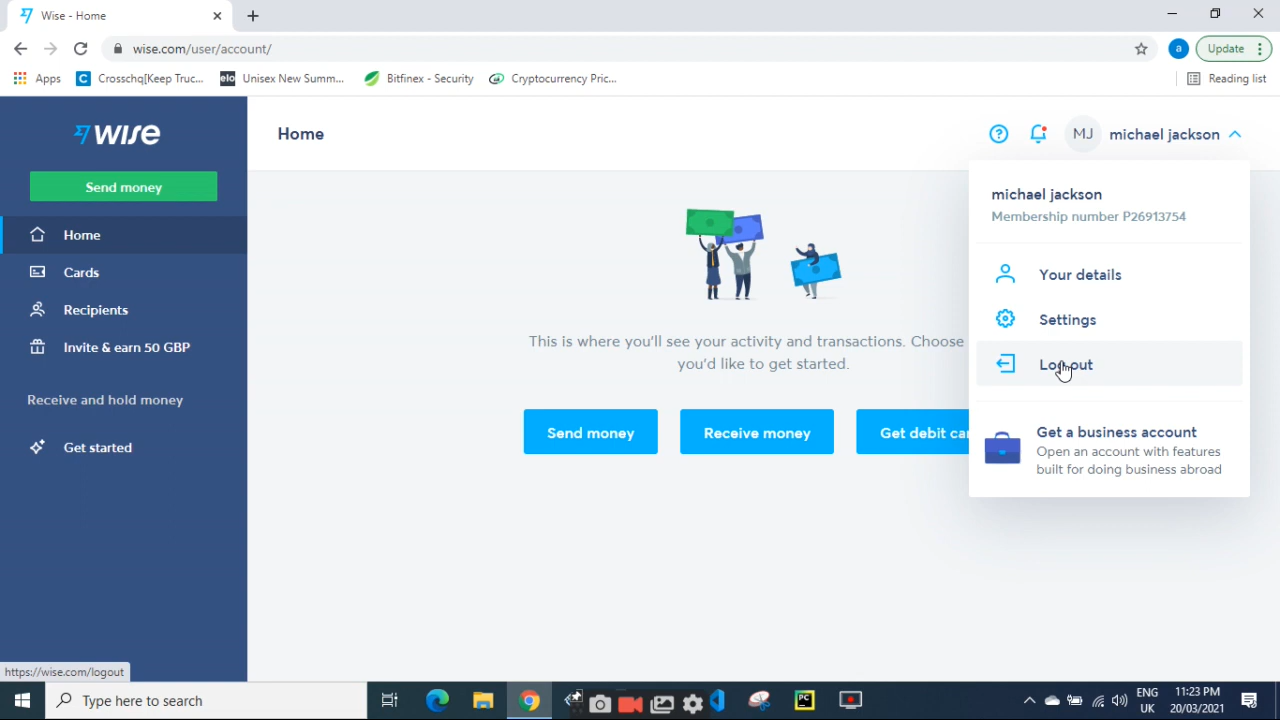 Wise - Home
wise.com/user/account/
Update
Apps
Crosschq[Keep Truc...
elo
Unisex New Summ...
Bitfinex - Security
Cryptocurrency Pric...
Reading list
WISE
Send money
Home
Cards
Recipients
Invite & earn 50 GBP
Receive and hold money
Get started
Home
MJ
michael jackson
michael jackson
Membership number P26913754
Your details
Settings
Log out
Get a business account
Open an account with features
built for doing business abroad
This is where you'll see your activity and transactions. Choose
you'd like to get started.
Send money
Receive money
Get debit car
https://wise.com/logout
Type here to search
PC
ENG
UK
11:23 PM
20/03/2021